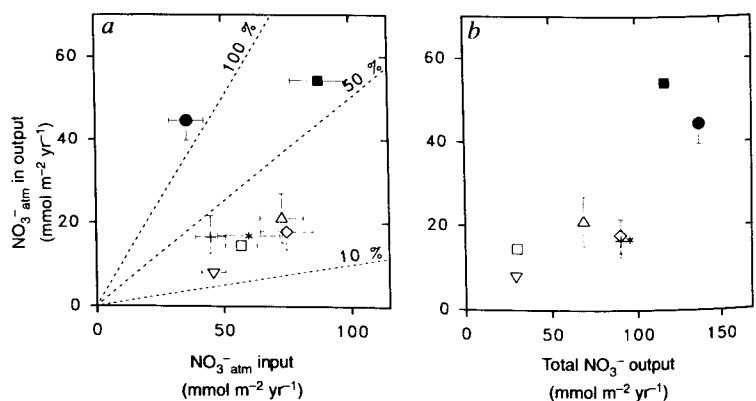 a
60
40
20
0
NO₃⁻atm in output
(mmol m⁻² yr⁻¹)
100 %
50 %
10 %
0
50
100
NO₃⁻atm input
(mmol m⁻² yr⁻¹)
b
60
40
20
0
0
50
100
150
Total NO₃⁻ output
(mmol m⁻² yr⁻¹)